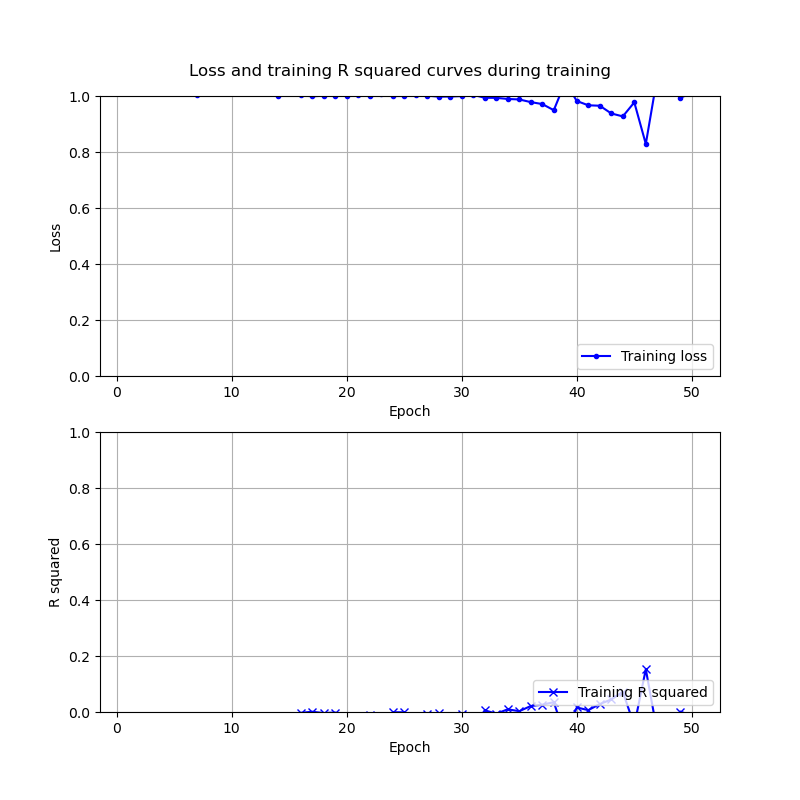 Loss and training R squared curves during training
1.0
0.8
0.6
0.4
0.2
0.0
Loss
Training loss
0 10 20 30 40 50
Epoch
1.0
0.8
0.6
0.4
0.2
0.0
R squared
Training R squared
0 10 20 30 40 50
Epoch